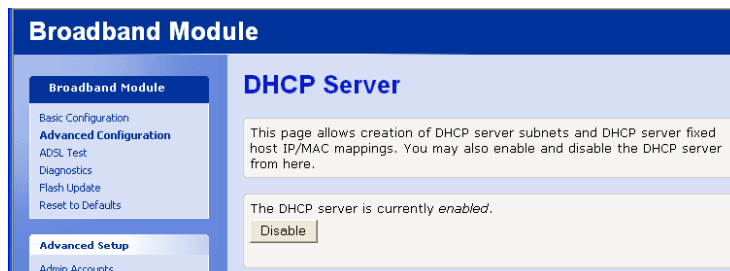 Broadband Module
Broadband Module
Basic Configuration
Advanced Configuration
ADSL Test
Diagnostics
Flash Update
Reset to Defaults
Advanced Setup
Admin Accounts
DHCP Server
This page allows creation of DHCP server subnets and DHCP server fixed
host IP/MAC mappings. You may also enable and disable the DHCP server
from here.
The DHCP server is currently enabled.
Disable